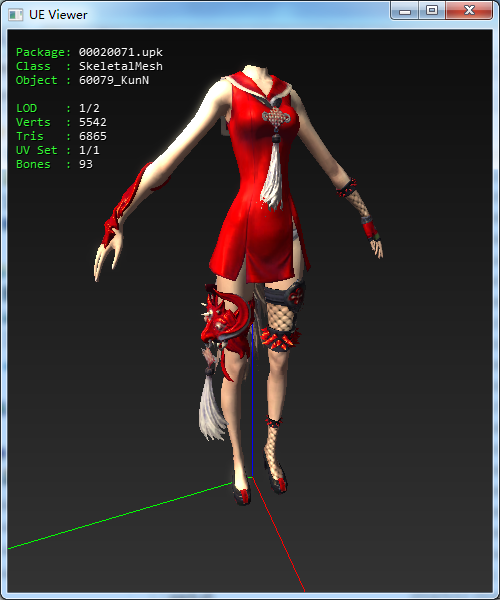 UE Viewer
Package: 00020071.upk
Class : SkeletalMesh
Object : 60079_KunN
LOD : 1/2
Verts : 5542
Tris : 6865
UV Set : 1/1
Bones : 93